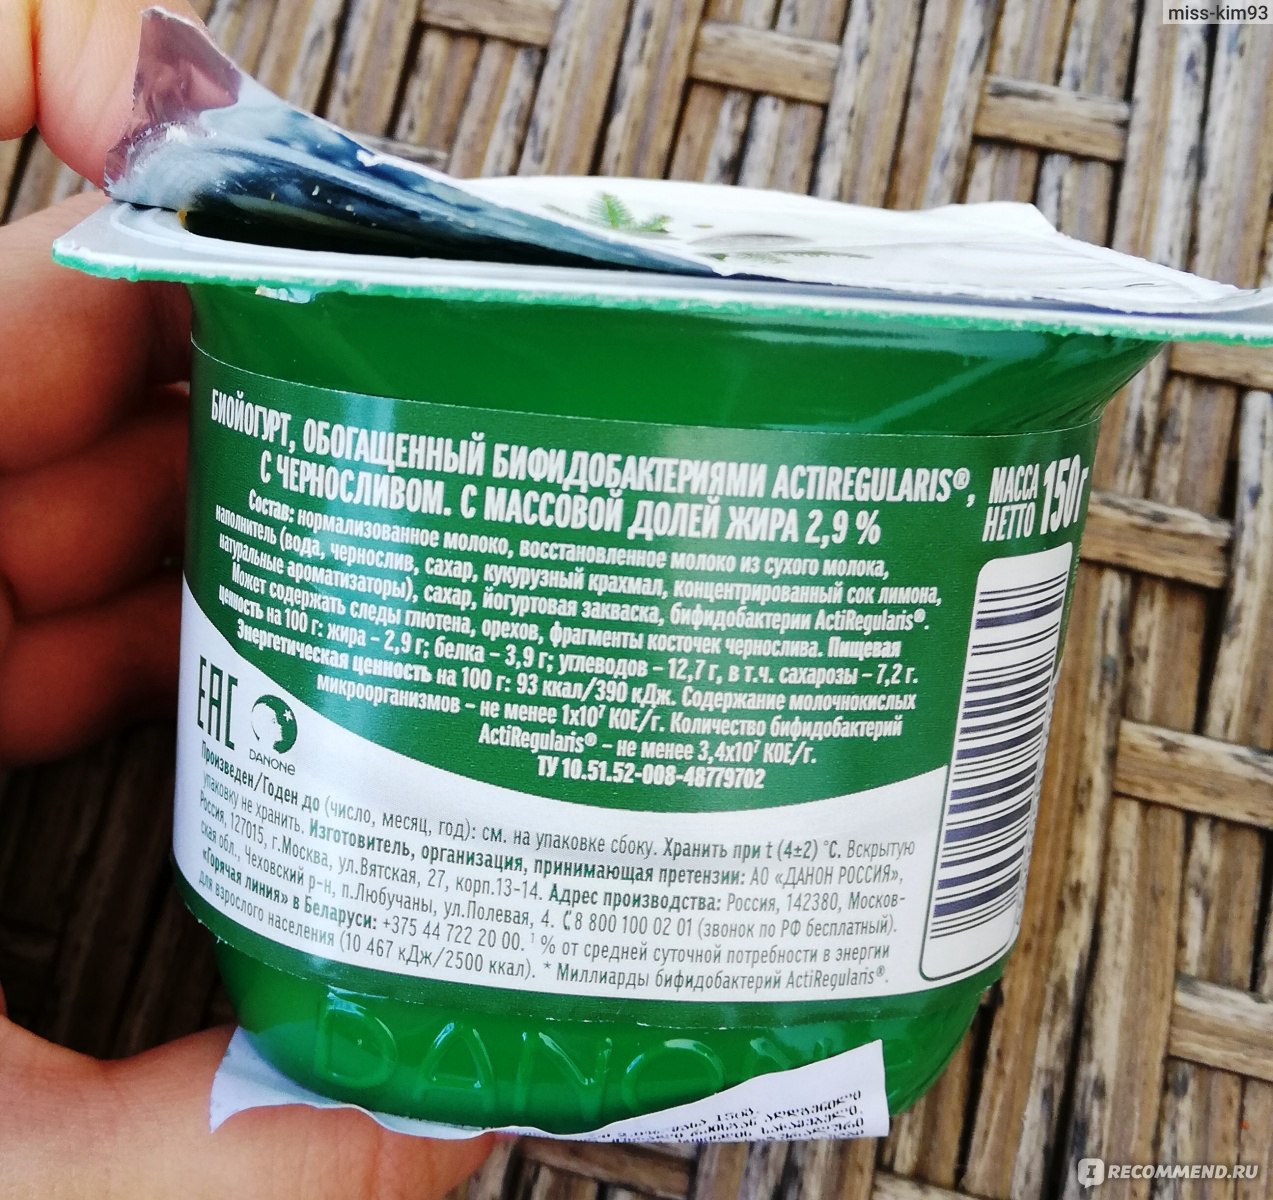 miss-kim93
БИОЙОГУРТ, ОБОГАЩЕННЫЙ БИФИДОБАКТЕРИЯМИ ACTIREGULARIS®,
С ЧЕРНОСЛИВОМ. С МАССОВОЙ ДОЛЕЙ ЖИРА 2,9 %
МАССА
НЕТТО 150г
Состав: нормализованное молоко, восстановленное молоко из сухого молока,
наполнитель (вода, чернослив, сахар, кукурузный крахмал, концентрированный сок лимона,
натуральные ароматизаторы), сахар, йогуртовая закваска, бифидобактерии ActiRegularis®.
Может содержать следы глютена, орехов, фрагменты косточек чернослива. Пищевая
ценность на 100 г: жира – 2,9 г; белка – 3,9 г; углеводов – 12,7 г, в т.ч. сахарозы – 7,2 г.
Энергетическая ценность на 100 г: 93 ккал/390 кДж. Содержание молочнокислых
микроорганизмов – не менее 1x10⁷ КОЕ/г. Количество бифидобактерий
ActiRegularis® – не менее 3,4x10⁷ КОЕ/г.
ТУ 10.51.52-008-48779702
EAC
DANONE
Произведен/Годен до (число, месяц, год): см. на упаковке сбоку. Хранить при t (4±2) °С. Вскрытую
упаковку не хранить. Изготовитель, организация, принимающая претензии: АО «ДАНОН РОССИЯ»,
Россия, 127015, г.Москва, ул.Вятская, 27, корп.13-14. Адрес производства: Россия, 142380, Москов-
ская обл., Чеховский р-н, п.Любучаны, ул.Полевая, 4. 8 800 100 02 01 (звонок по РФ бесплатный).
«Горячая линия» в Беларуси: +375 44 722 20 00. ¹ % от средней суточной потребности в энергии
для взрослого населения (10 467 кДж/2500 ккал). * Миллиарды бифидобактерий ActiRegularis®.
DANONE
RECOMMEND.RU